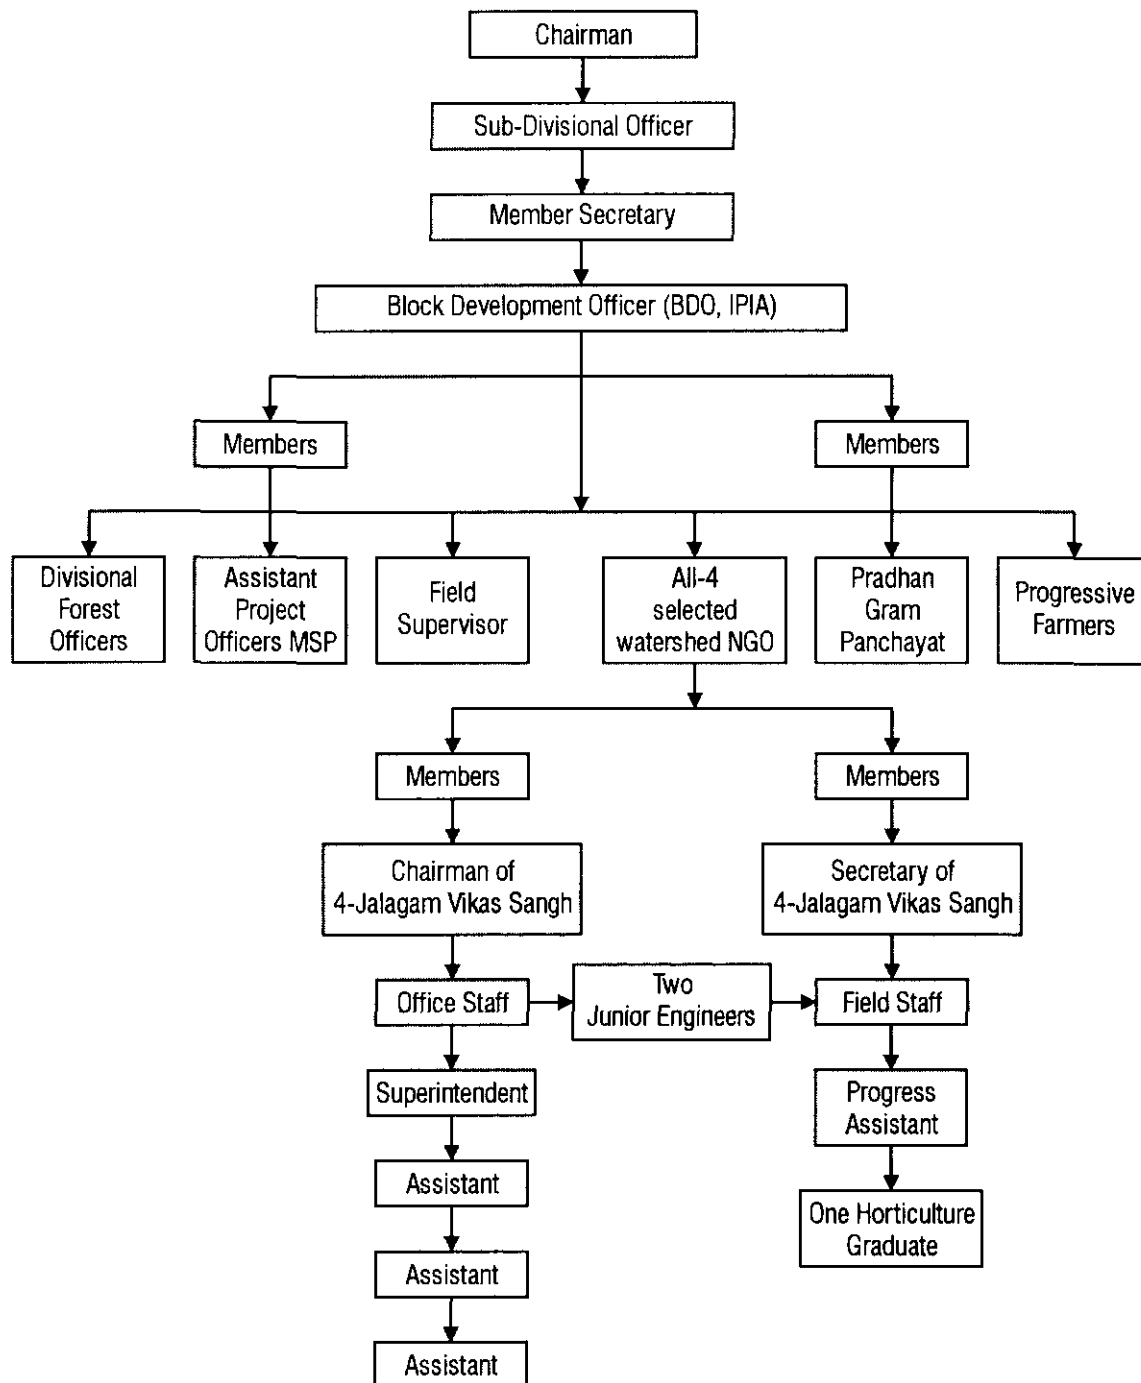 Chairman
Sub-Divisional Officer
Member Secretary
Block Development Officer (BDO, IPIA)
Members
Members
Divisional
Forest
Officers
Assistant
Project
Officers MSP
Field
Supervisor
All-4
selected
watershed NGO
Pradhan
Gram
Panchayat
Progressive
Farmers
Members
Members
Chairman of
4-Jalagam Vikas Sangh
Secretary of
4-Jalagam Vikas Sangh
Office Staff
Two
Junior Engineers
Field Staff
Superintendent
Progress
Assistant
Assistant
One Horticulture
Graduate
Assistant
Assistant